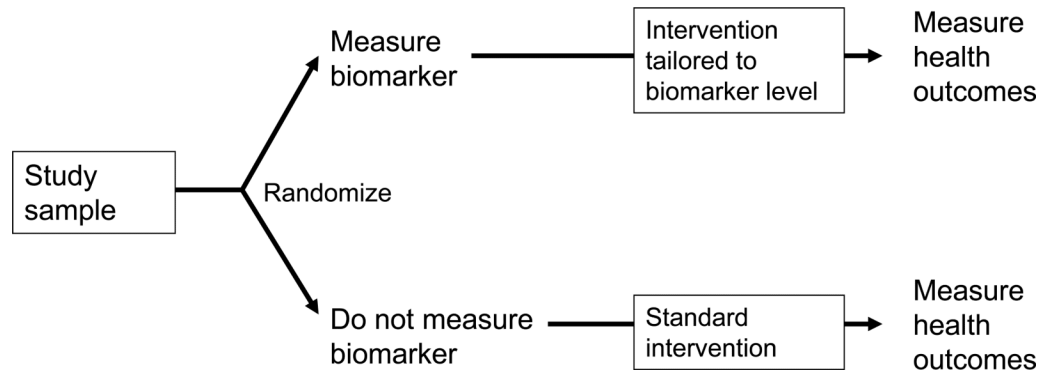 Study
sample
Randomize
Measure
biomarker
Intervention
tailored to
biomarker level
Measure
health
outcomes
Do not measure
biomarker
Standard
intervention
Measure
health
outcomes